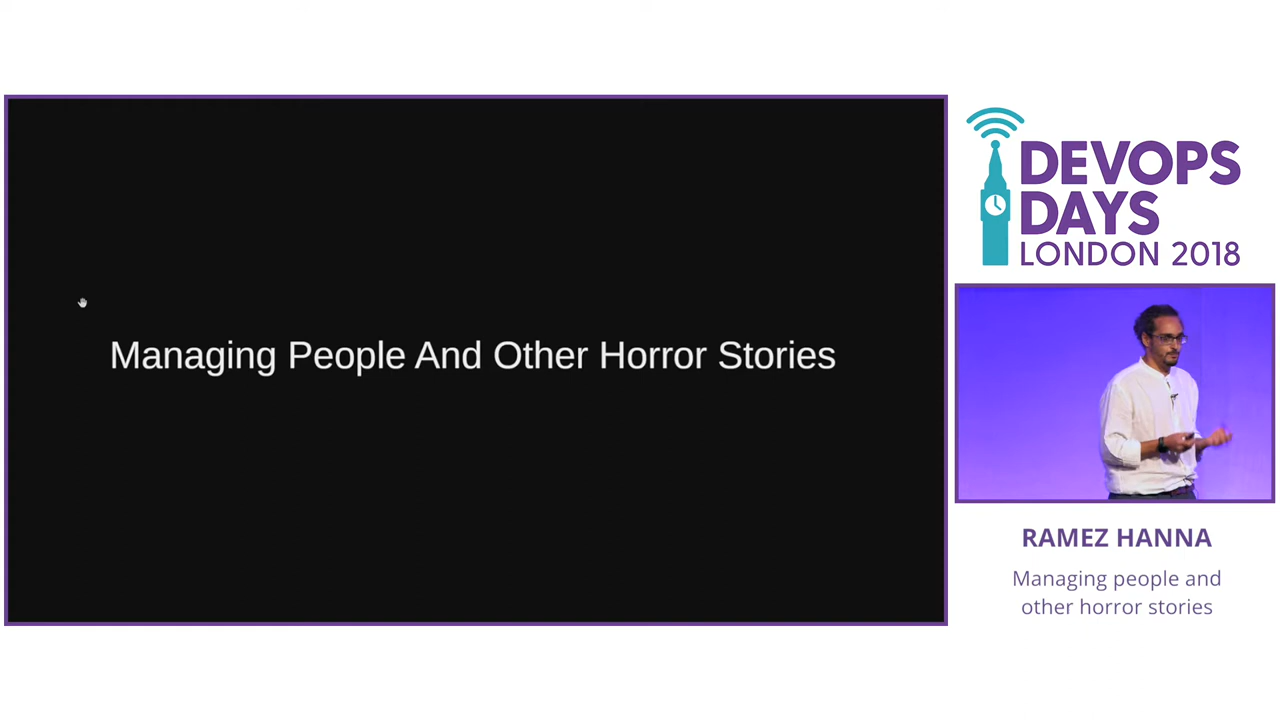 Managing People And Other Horror Stories
DEVOPS
DAYS
LONDON 2018
RAMEZ HANNA
Managing people and
other horror stories